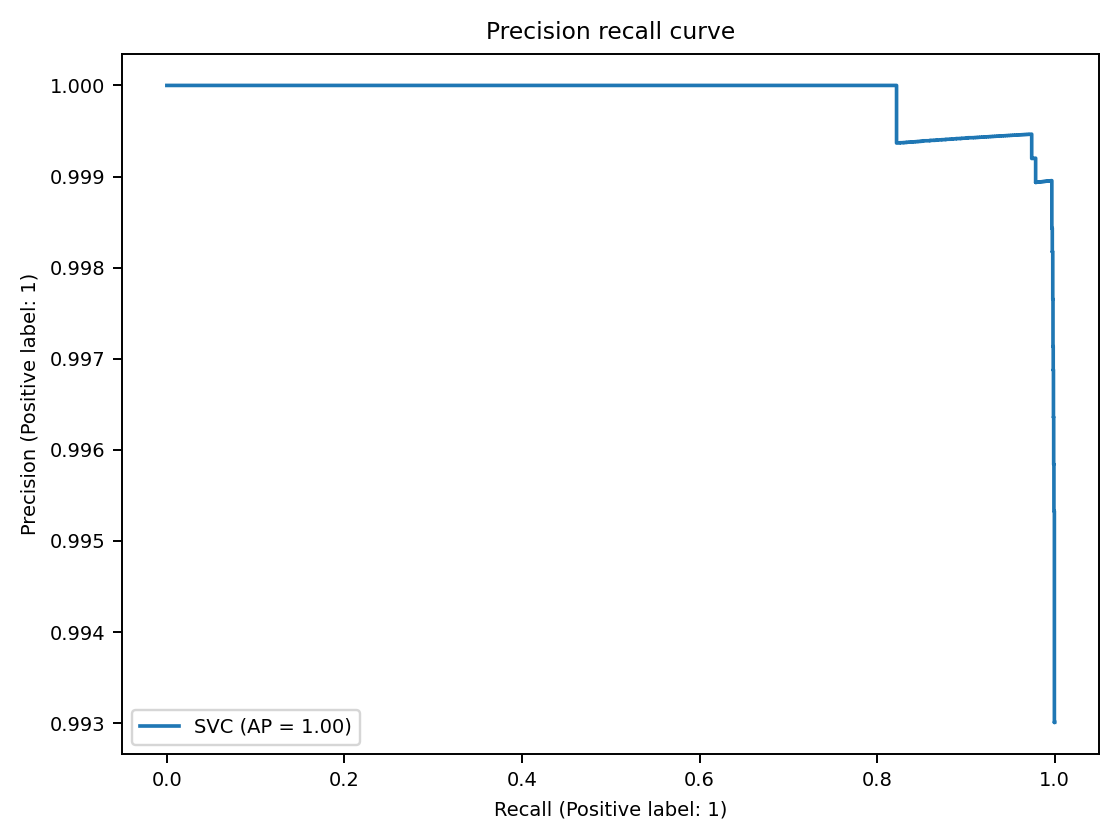 Precision recall curve
Precision (Positive label: 1)
1.000
0.999
0.998
0.997
0.996
0.995
0.994
0.993
SVC (AP = 1.00)
0.0 0.2 0.4 0.6 0.8 1.0
Recall (Positive label: 1)